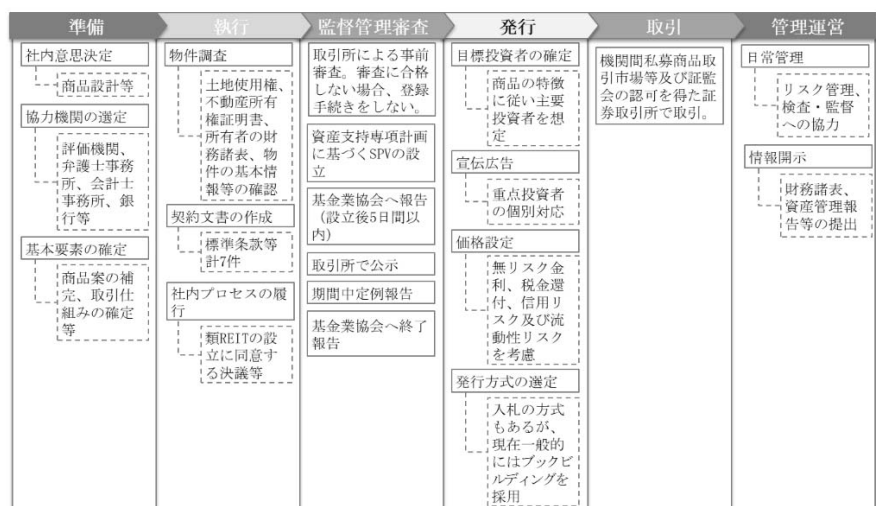 準備
社内意思決定
商品設計等
協力機関の選定
評価機関、
弁護士事務
所、会計士
事務所、銀
行等
基本要素の確定
商品案の補
完、取引仕
組みの確定
等
執行
物件調査
土地使用権、
不動産所有
権証明書、
所有者の財
務諸表、物
件の基本情
報等の確認
契約文書の作成
標準条款等
計7件
社内プロセスの履
行
類REITの設
立に同意す
る決議等
監督管理審査
取引所による事前
審査。審査に合格
しない場合、登録
手続きをしない。
資産支持専項計画
に基づくSPVの設
立
基金業協会へ報告
（設立後5日間以
内）
取引所で公示
期間中定例報告
基金業協会へ終了
報告
発行
目標投資者の確定
商品の特徴
に従い主要
投資者を想
定
宣伝広告
重点投資者
の個別対応
価格設定
無リスク金
利、税金還
付、信用リ
スク及び流
動性リスク
を考慮
発行方式の選定
入札の方式
もあるが、
現在一般的
にはブックビ
ルディングを
採用
取引
機関間私募商品取
引市場等及び証監
会の認可を得た証
券取引所で取引。
管理運営
日常管理
リスク管理、
検査・監督
への協力
情報開示
財務諸表、
資産管理報
告等の提出